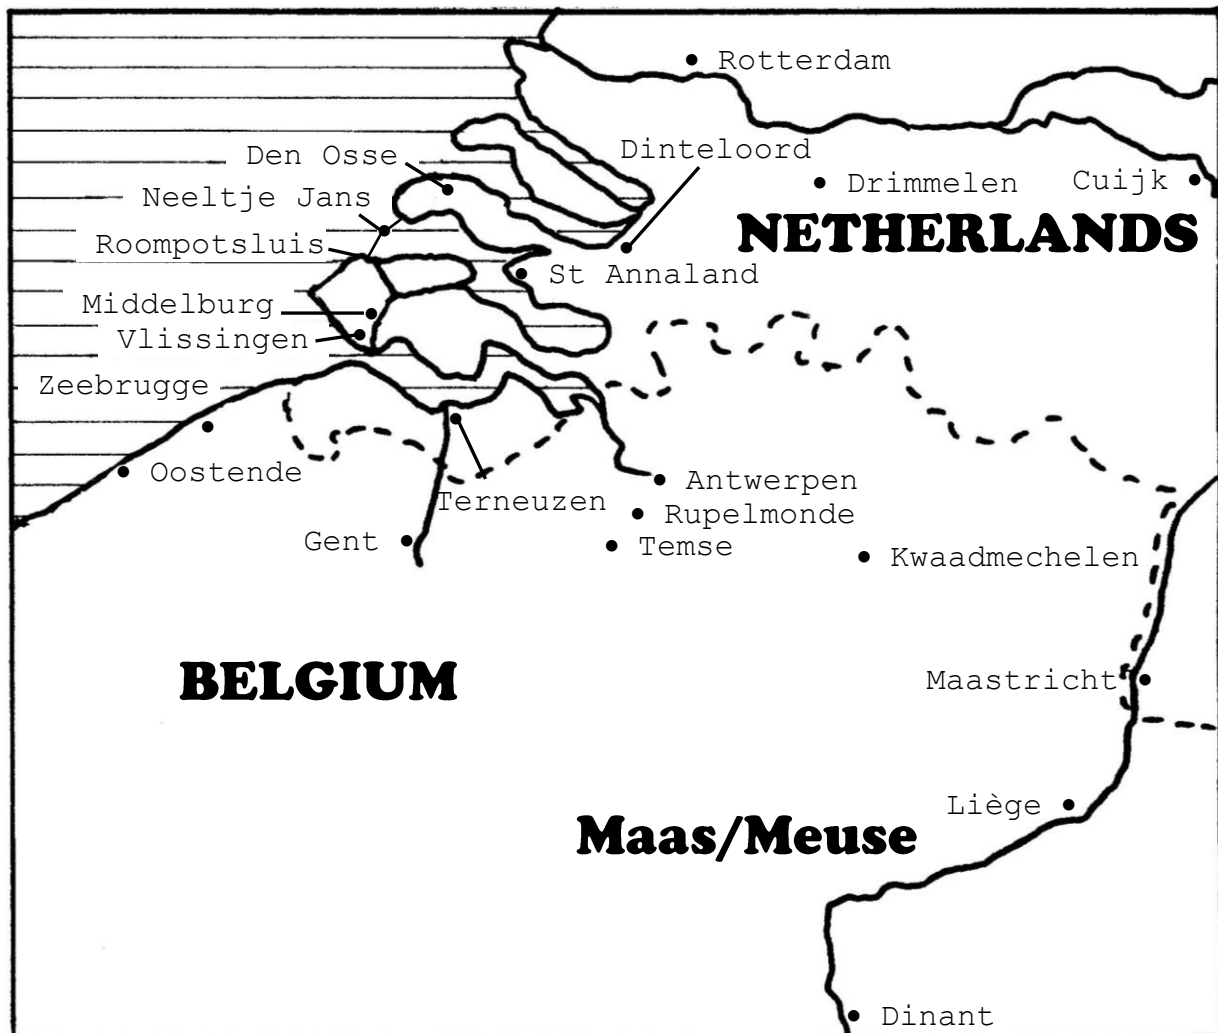 Rotterdam
Dinteloord
Den Osse
Drimmelen
Cuijk
Neeltje Jans
NETHERLANDS
Roompotsluis
St Annaland
Middelburg
Vlissingen
Zeebrugge
Oostende
Antwerpen
Terneuzen
Rupelmonde
Gent
Temse
Kwaadmechelen
BELGIUM
Maastricht
Liège
Maas/Meuse
Dinant